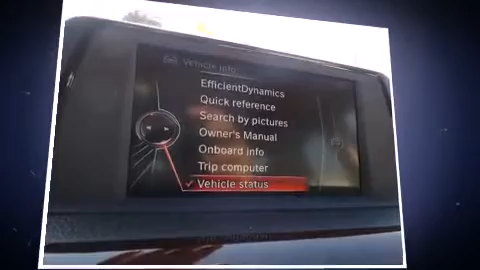 Vehicle info
EfficientDynamics
Quick reference
Search by pictures
Owner's Manual
Onboard info
Trip computer
Vehicle status